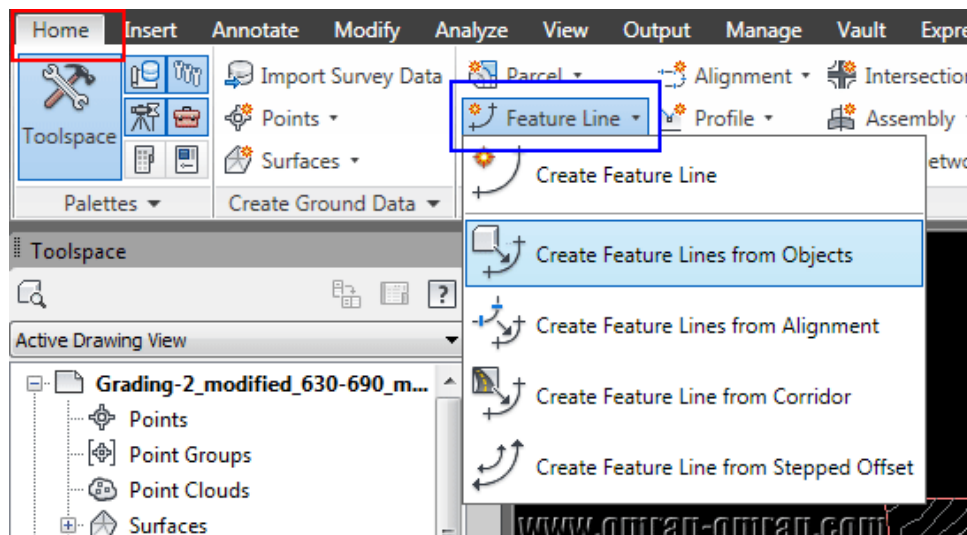 Home Insert Annotate Modify Analyze View Output Manage Vault Expre
Toolspace
Import Survey Data
Points
Surfaces
Parcel
Feature Line
Alignment
Profile
Intersection
Assembly
etwo
Palettes
Create Ground Data
Create Feature Line
Create Feature Lines from Objects
Create Feature Lines from Alignment
Create Feature Line from Corridor
Create Feature Line from Stepped Offset
Toolspace
?
Active Drawing View
Grading-2_modified_630-690_m...
Points
Point Groups
Point Clouds
Surfaces
www.omran-omran.com